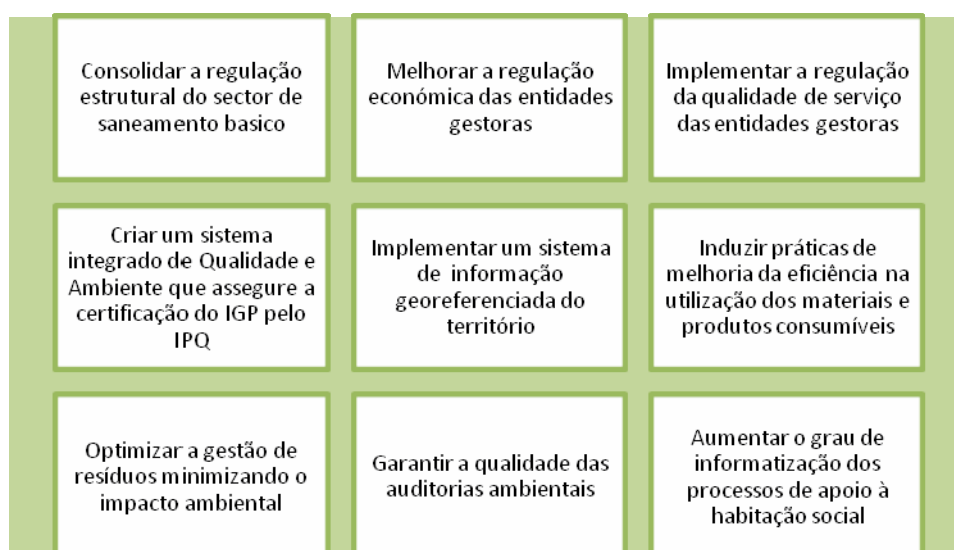 Consolidar a regulação
estrutural do sector de
saneamento basico
Melhorar a regulação
económica das entidades
gestoras
Implementar a regulação
da qualidade de serviço
das entidades gestoras
Criar um sistema
integrado de Qualidade e
Ambiente que assegure a
certificação do IGP pelo
IPQ
Implementar um sistema
de informação
georeferenciada do
território
Induzir práticas de
melhoria da eficiência na
utilização dos materiais e
produtos consumíveis
Optimizar a gestão de
resíduos minimizando o
impacto ambiental
Garantir a qualidade das
auditorias ambientais
Aumentar o grau de
informatização dos
processos de apoio à
habitação social